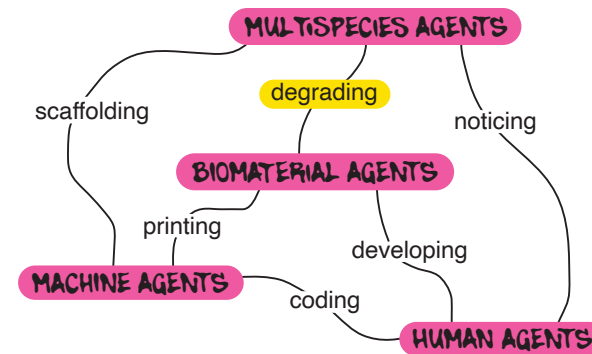 MULTISPECIES AGENTS
degrading
scaffolding
noticing
BIOMATERIAL AGENTS
printing
developing
MACHINE AGENTS
coding
HUMAN AGENTS